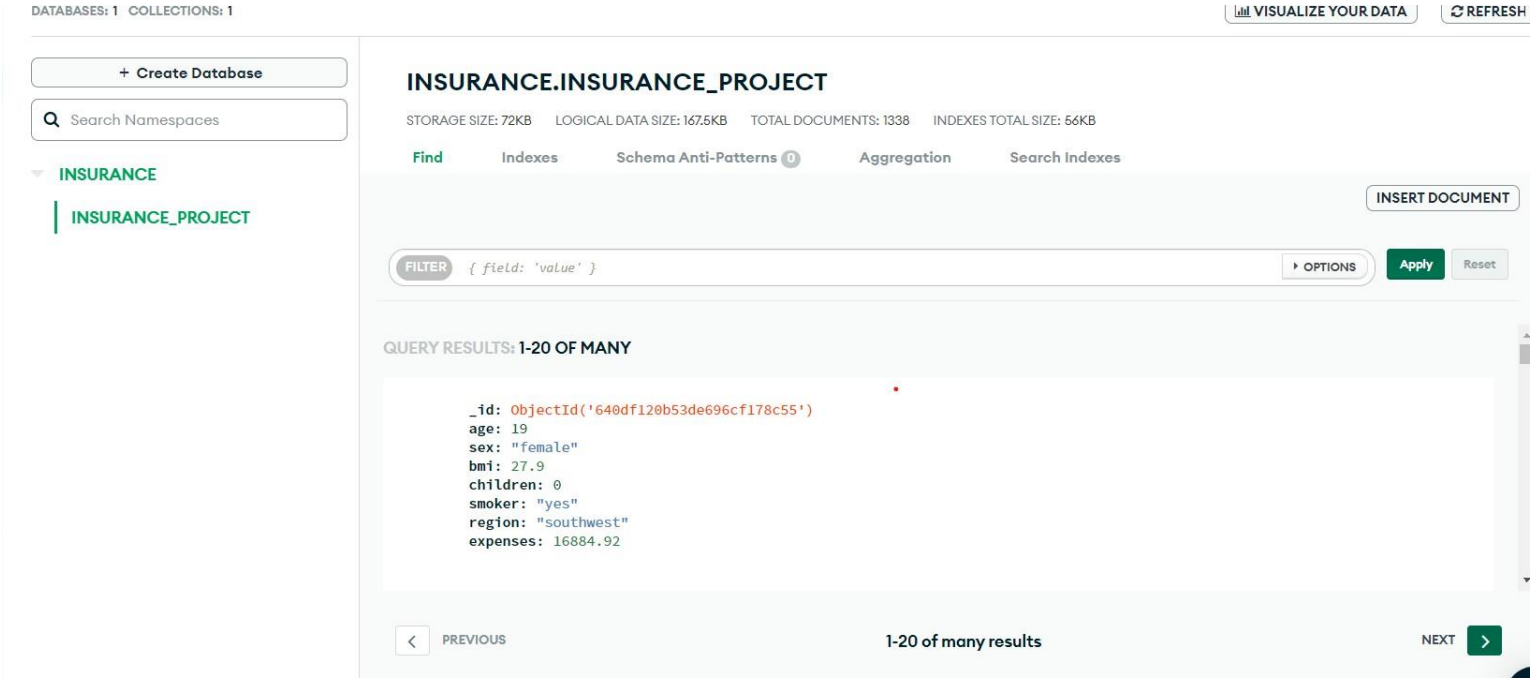 DATABASES: 1 COLLECTIONS: 1
VISUALIZE YOUR DATA
REFRESH
+ Create Database
Search Namespaces
INSURANCE
INSURANCE_PROJECT
INSURANCE.INSURANCE_PROJECT
STORAGE SIZE: 72KB LOGICAL DATA SIZE: 167.5KB TOTAL DOCUMENTS: 1338 INDEXES TOTAL SIZE: 56KB
Find Indexes Schema Anti-Patterns 0 Aggregation Search Indexes
INSERT DOCUMENT
FILTER { field: 'value' } OPTIONS Apply Reset
QUERY RESULTS: 1-20 OF MANY
_id: ObjectId('640df120b53de696cf178c55')
age: 19
sex: "female"
bmi: 27.9
children: 0
smoker: "yes"
region: "southwest"
expenses: 16884.92
PREVIOUS 1-20 of many results NEXT